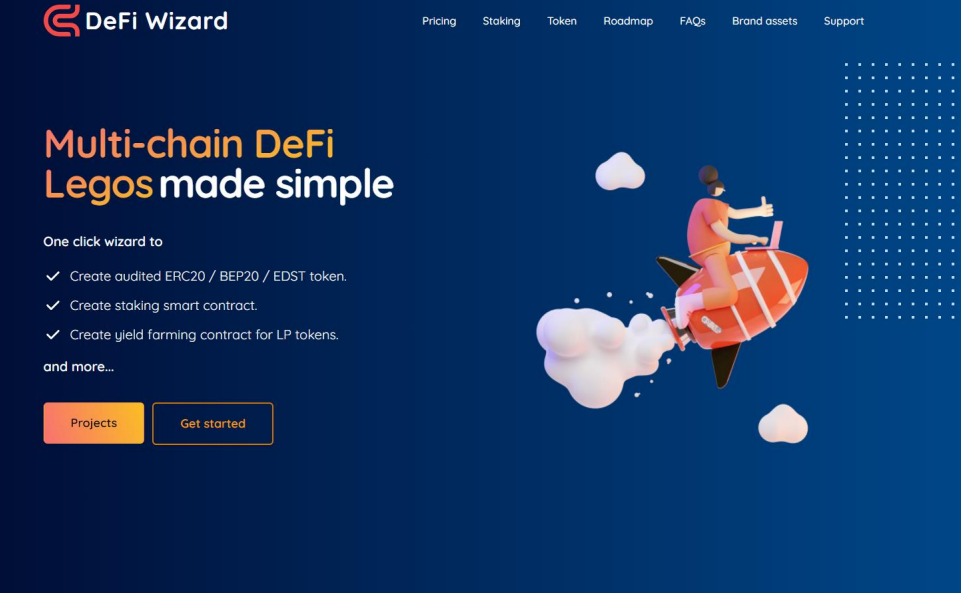 DeFi Wizard
Pricing Staking Token Roadmap FAQs Brand assets Support
Multi-chain DeFi
Legos made simple
One click wizard to
Create audited ERC20 / BEP20 / EDST token.
Create staking smart contract.
Create yield farming contract for LP tokens.
and more...
Projects Get started